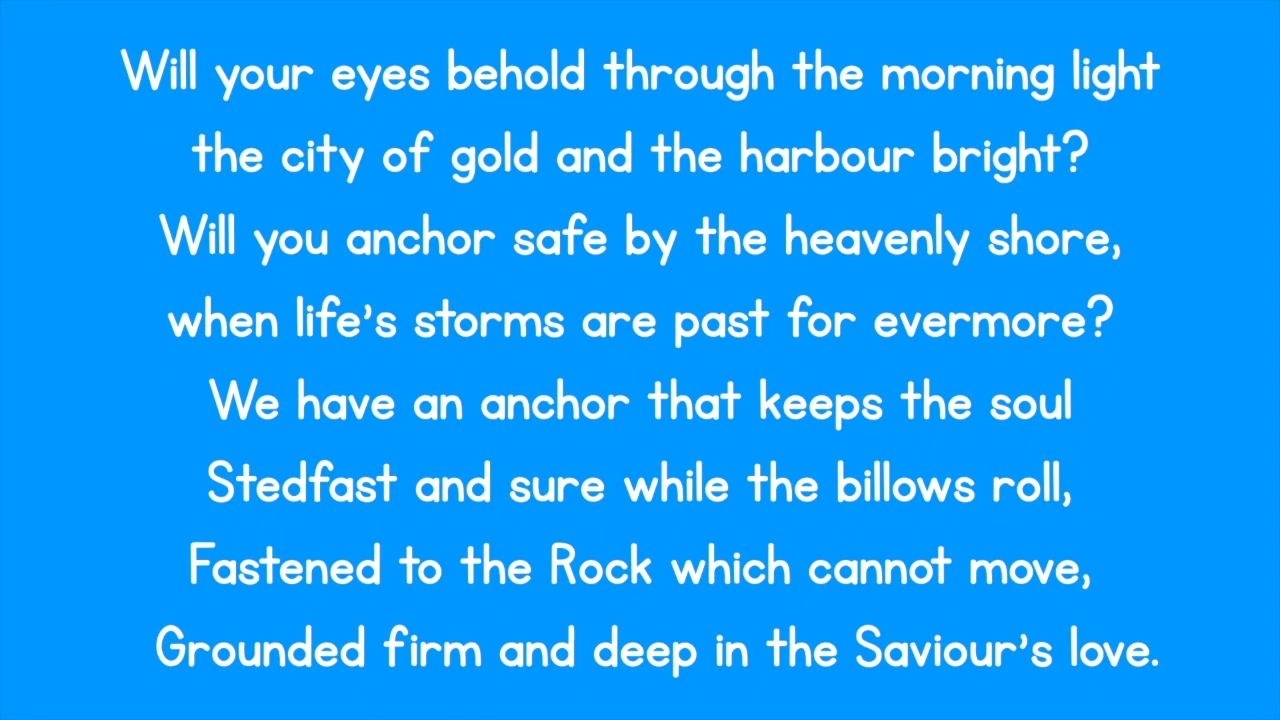 Will your eyes behold through the morning light
the city of gold and the harbour bright?
Will you anchor safe by the heavenly shore,
when life's storms are past for evermore?
We have an anchor that keeps the soul
Stedfast and sure while the billows roll,
Fastened to the Rock which cannot move,
Grounded firm and deep in the Saviour's love.